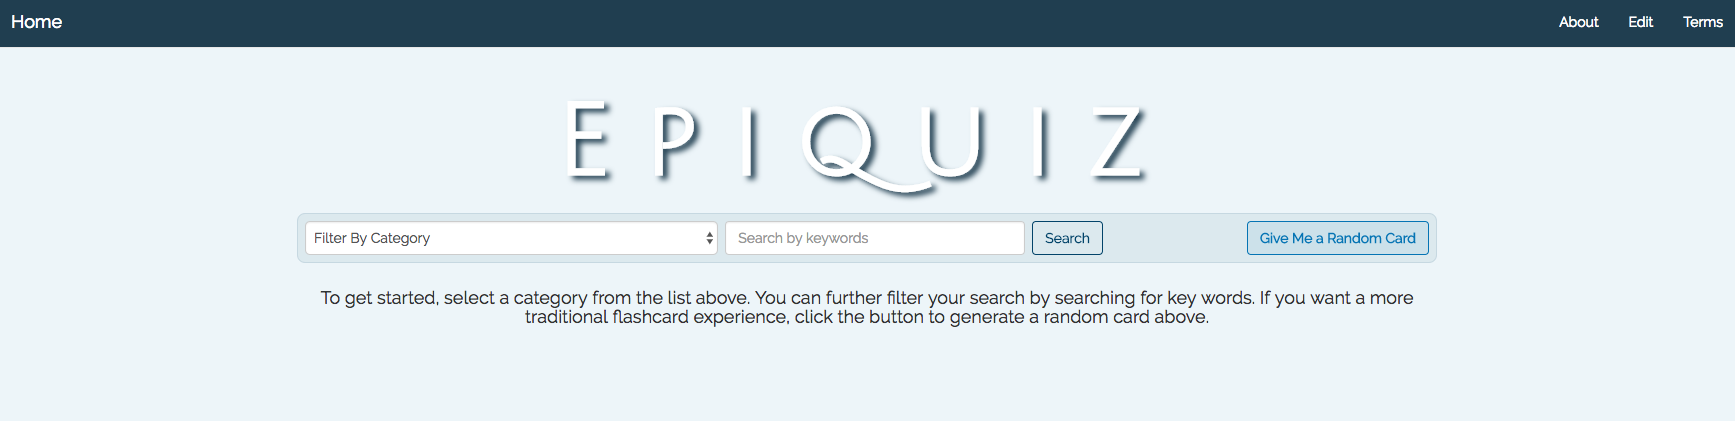 Home
About
Edit
Terms
EPIQUIZ
Filter By Category
Search by keywords
Search
Give Me a Random Card
To get started, select a category from the list above. You can further filter your search by searching for key words. If you want a more
traditional flashcard experience, click the button to generate a random card above.